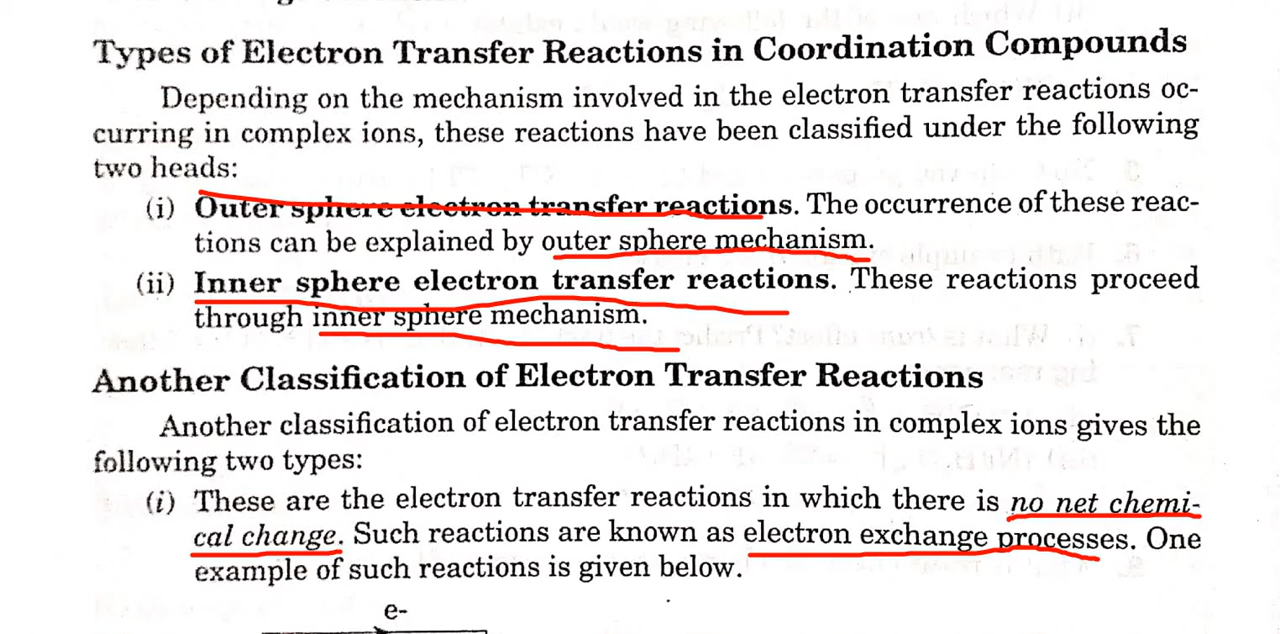 Types of Electron Transfer Reactions in Coordination Compounds
Depending on the mechanism involved in the electron transfer reactions oc-
curring in complex ions, these reactions have been classified under the following
two heads:
(i) Outer sphere electron transfer reactions. The occurrence of these reac-
tions can be explained by outer sphere mechanism.
(ii) Inner sphere electron transfer reactions. These reactions proceed
through inner sphere mechanism.
Another Classification of Electron Transfer Reactions
Another classification of electron transfer reactions in complex ions gives the
following two types:
(i) These are the electron transfer reactions in which there is no net chemi-
cal change. Such reactions are known as electron exchange processes. One
example of such reactions is given below.
e-